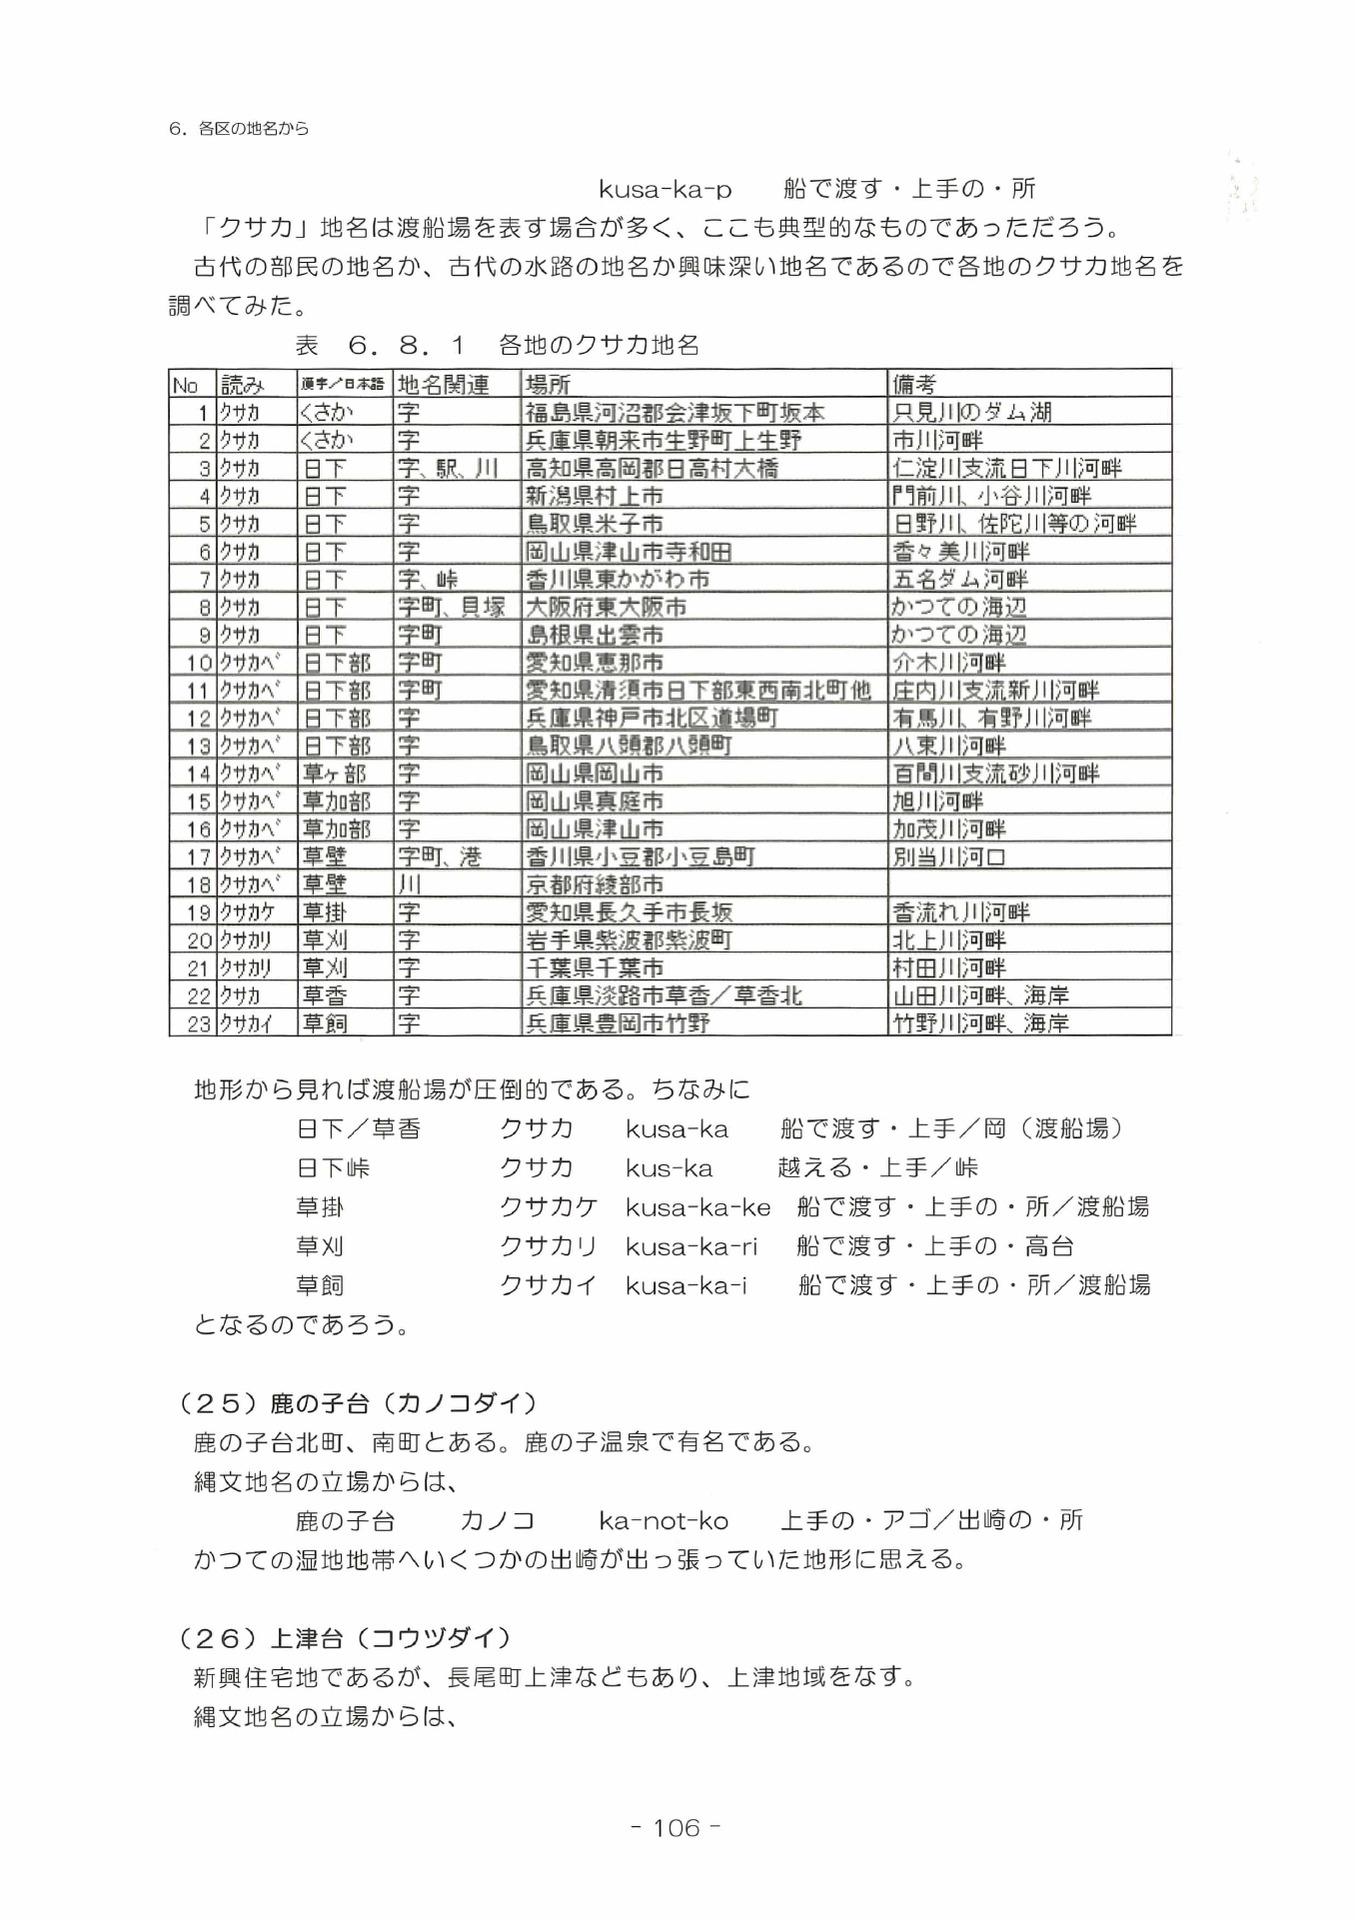 6．各区の地名から
kusa-ka-p　　船で渡す・上手の・所
「クサカ」地名は渡船場を表す場合が多く、ここも典型的なものであっただろう。
古代の部民の地名か、古代の水路の地名か興味深い地名であるので各地のクサカ地名を
調べてみた。
表　６．８．１　各地のクサカ地名
No　読み　漢字／日本語　地名関連　場所　備考
1　クサカ　くさか　字　福島県河沼郡会津坂下町坂本　只見川のダム湖
2　クサカ　くさか　字　兵庫県朝来市生野町上生野　市川河畔
3　クサカ　日下　字、駅、川　高知県高岡郡日高村大橋　仁淀川支流日下川河畔
4　クサカ　日下　字　新潟県村上市　門前川、小谷川河畔
5　クサカ　日下　字　鳥取県米子市　日野川、佐陀川等の河畔
6　クサカ　日下　字　岡山県津山市寺和田　香々美川河畔
7　クサカ　日下　字、峠　香川県東かがわ市　五名ダム河畔
8　クサカ　日下　字町、貝塚　大阪府東大阪市　かつての海辺
9　クサカ　日下　字町　島根県出雲市　かつての海辺
10　クサカベ　日下部　字町　愛知県恵那市　介木川河畔
11　クサカベ　日下部　字町　愛知県清須市日下部東西南北町他　庄内川支流新川河畔
12　クサカベ　日下部　字　兵庫県神戸市北区道場町　有馬川、有野川河畔
13　クサカベ　日下部　字　鳥取県八頭郡八頭町　八東川河畔
14　クサカベ　草ヶ部　字　岡山県岡山市　百間川支流砂川河畔
15　クサカベ　草加部　字　岡山県真庭市　旭川河畔
16　クサカベ　草加部　字　岡山県津山市　加茂川河畔
17　クサカベ　草壁　字町、港　香川県小豆郡小豆島町　別当川河口
18　クサカベ　草壁　川　京都府綾部市
19　クサカケ　草掛　字　愛知県長久手市長坂　香流れ川河畔
20　クサカリ　草刈　字　岩手県紫波郡紫波町　北上川河畔
21　クサカリ　草刈　字　千葉県千葉市　村田川河畔
22　クサカ　草香　字　兵庫県淡路市草香／草香北　山田川河畔、海岸
23　クサカイ　草飼　字　兵庫県豊岡市竹野　竹野川河畔、海岸
地形から見れば渡船場が圧倒的である。ちなみに
日下／草香　クサカ　kusa-ka　船で渡す・上手／岡（渡船場）
日下峠　クサカ　kus-ka　越える・上手／峠
草掛　クサカケ　kusa-ka-ke　船で渡す・上手の・所／渡船場
草刈　クサカリ　kusa-ka-ri　船で渡す・上手の・高台
草飼　クサカイ　kusa-ka-i　船で渡す・上手の・所／渡船場
となるのであろう。
（２５）鹿の子台（カノコダイ）
鹿の子台北町、南町とある。鹿の子温泉で有名である。
縄文地名の立場からは、
鹿の子台　カノコ　ka-not-ko　上手の・アゴ／出崎の・所
かつての湿地地帯へいくつかの出崎が出っ張っていた地形に思える。
（２６）上津台（コウヅダイ）
新興住宅地であるが、長尾町上津などもあり、上津地域をなす。
縄文地名の立場からは、
- 106 -